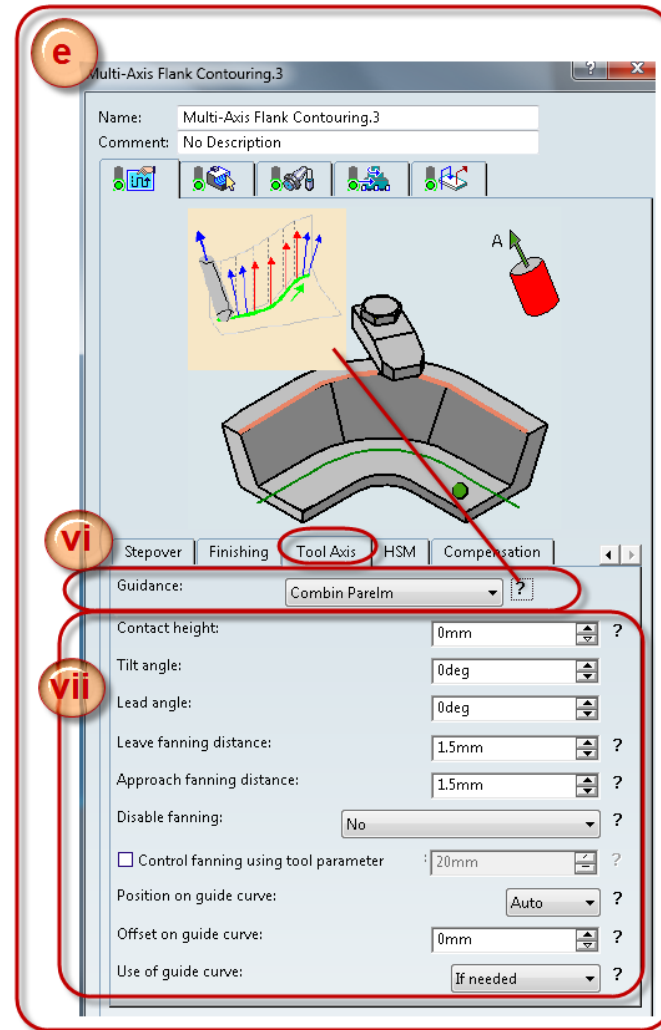 e
Multi-Axis Flank Contouring.3 ? x
Name: Multi-Axis Flank Contouring.3
Comment: No Description
A
vi
Stepover Finishing Tool Axis HSM Compensation
Guidance: Combin Parelm ?
vii
Contact height: 0mm ?
Tilt angle: 0deg
Lead angle: 0deg
Leave fanning distance: 1.5mm ?
Approach fanning distance: 1.5mm ?
Disable fanning: No ?
Control fanning using tool parameter : 20mm ?
Position on guide curve: Auto ?
Offset on guide curve: 0mm ?
Use of guide curve: If needed ?